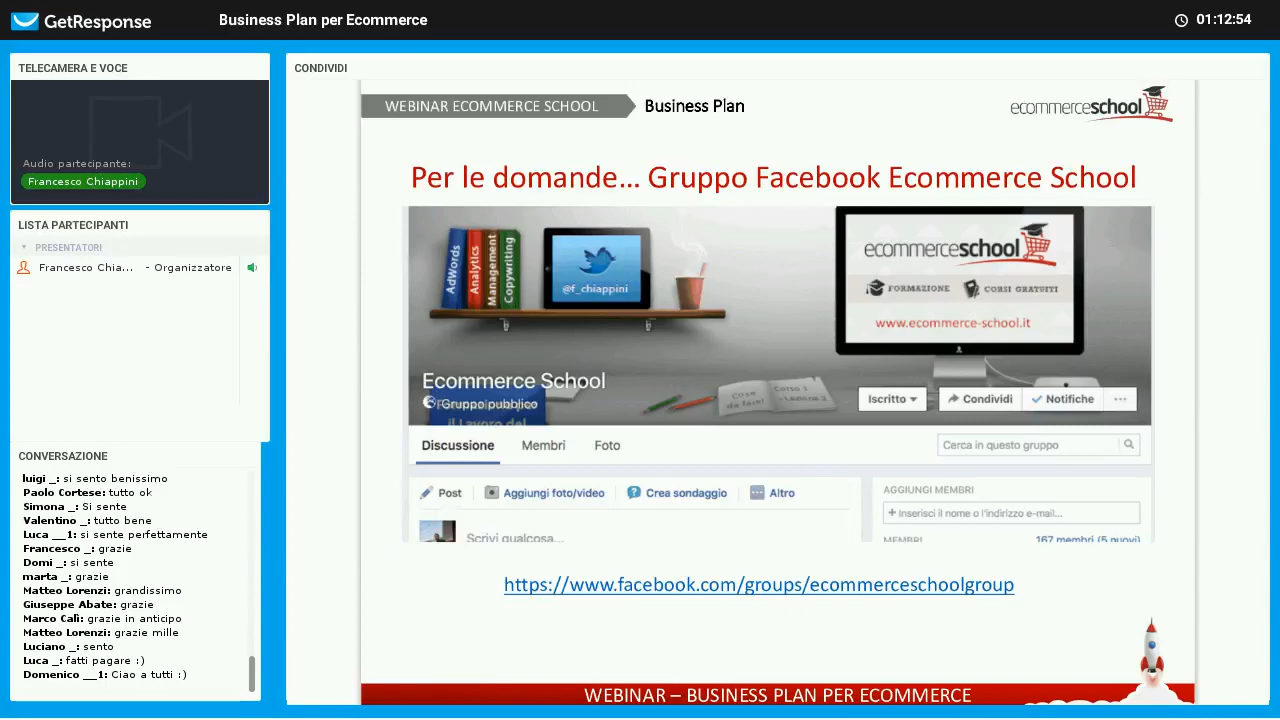 GetResponse
Business Plan per Ecommerce
01:12:54
TELECAMERA E VOCE
Audio partecipante:
Francesco Chiappini
LISTA PARTECIPANTI
PRESENTATORI
Francesco Chia... - Organizzatore
CONVERSAZIONE
luigi _: si sento benissimo
Paolo Cortese: tutto ok
Simona _: Si sente
Valentino _: tutto bene
Luca __1: si sente perfettamente
Francesco _: grazie
Domi _: si sente
marta _: grazie
Matteo Lorenzi: grandissimo
Giuseppe Abate: grazie
Marco Calì: grazie in anticipo
Matteo Lorenzi: grazie mille
Luciano _: sento
Luca _: fatti pagare :)
Domenico __1: Ciao a tutti :)
CONDIVIDI
WEBINAR ECOMMERCE SCHOOL
Business Plan
ecommerceschool
Per le domande... Gruppo Facebook Ecommerce School
AdWords
Analytics
Management
Copywriting
@f_chiappini
ecommerceschool
FORMAZIONE
CORSI GRATUITI
www.ecommerce-school.it
Ecommerce School
Gruppo pubblico
il Lavoro del
Corso 1
Iscritto
Condividi
Notifiche
Discussione
Membri
Foto
Cerca in questo gruppo
Post
Aggiungi foto/video
Crea sondaggio
Altro
AGGIUNGI MEMBRI
+ Inserisci il nome o l'indirizzo e-mail...
Scrivi qualcosa...
MEMBRI
167 membri (5 nuovi)
https://www.facebook.com/groups/ecommerceschoolgroup
WEBINAR – BUSINESS PLAN PER ECOMMERCE